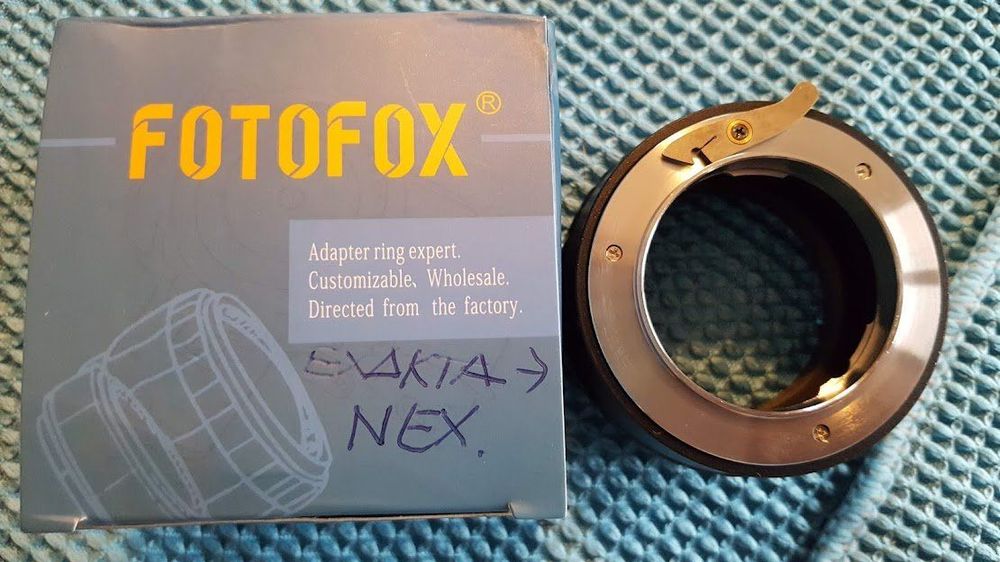 FOTOFOX®
Adapter ring expert.
Customizable、Wholesale.
Directed from the factory.
EXAKTA →
NEX.